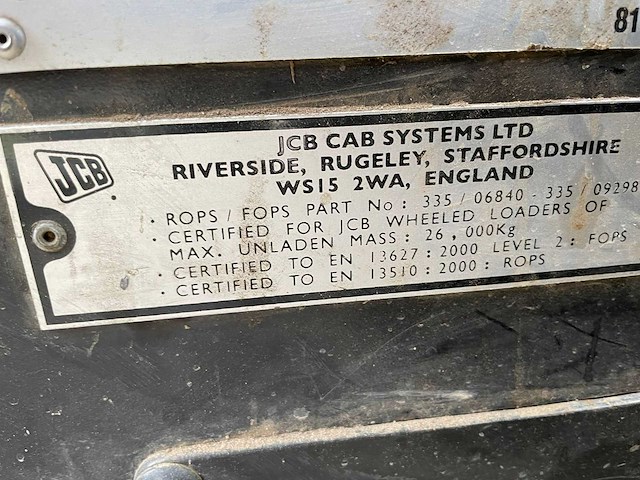 81
JCB CAB SYSTEMS LTD
JCB
RIVERSIDE, RUGELEY, STAFFORDSHIRE
WS15 2WA, ENGLAND
· ROPS / FOPS PART No : 335 / 06840 - 335 / 09298
· CERTIFIED FOR JCB WHEELED LOADERS OF
MAX. UNLADEN MASS : 26 , 000Kg
· CERTIFIED TO EN 13627 : 2000 LEVEL 2 : FOPS
· CERTIFIED TO EN 13510 : 2000 : ROPS